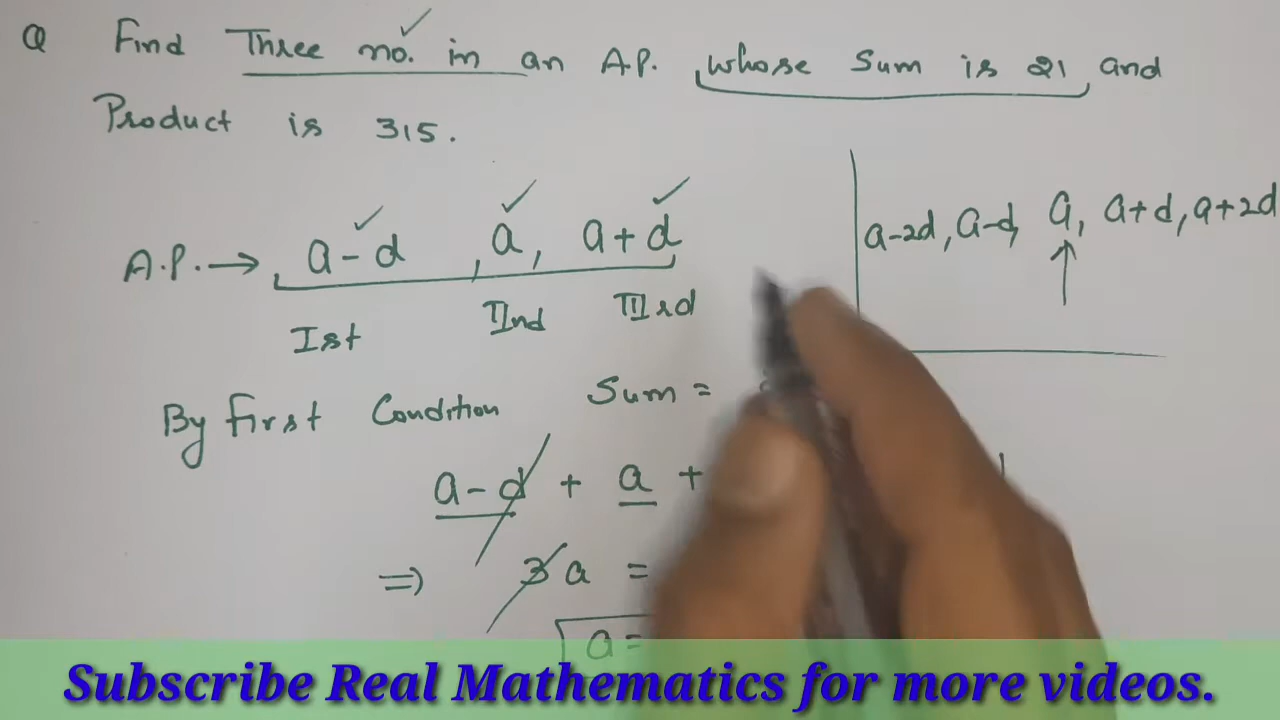 Q Find Three no. in an A.P. whose Sum is 21 and
Product is 315.
A.P. → a-d, a, a+d
Ist IInd IIIrd
a-2d, a-d, a, a+d, a+2d
By first Condition Sum =
a-d + a +
⇒ 3a =
a=
Subscribe Real Mathematics for more videos.